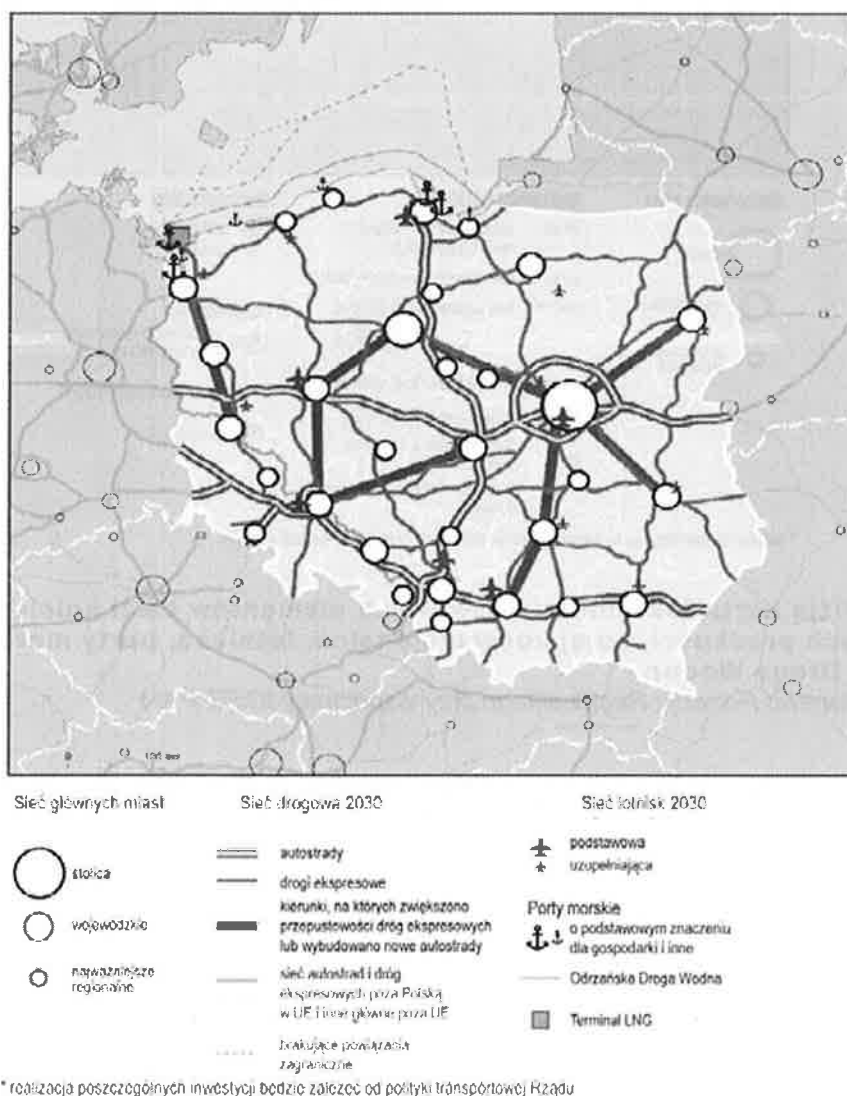 Sieć głównych miast
Sieć drogowa 2030
Sieć lotnisk 2030
stolica
wojewódzkie
najważniejsze
regionalne
autostrady
drogi ekspresowe
kierunki, na których zwiększono
przepustowości dróg ekspresowych
lub wybudowano nowe autostrady
sieć autostrad i dróg
ekspresowych poza Polską
w UE i inne główne poza UE
brakujące powiązania
zagraniczne
podstawowa
uzupełniająca
Porty morskie
o podstawowym znaczeniu
dla gospodarki i inne
Odrzańska Droga Wodna
Terminal LNG
* realizacja poszczególnych inwestycji będzie zależeć od polityki transportowej Rządu